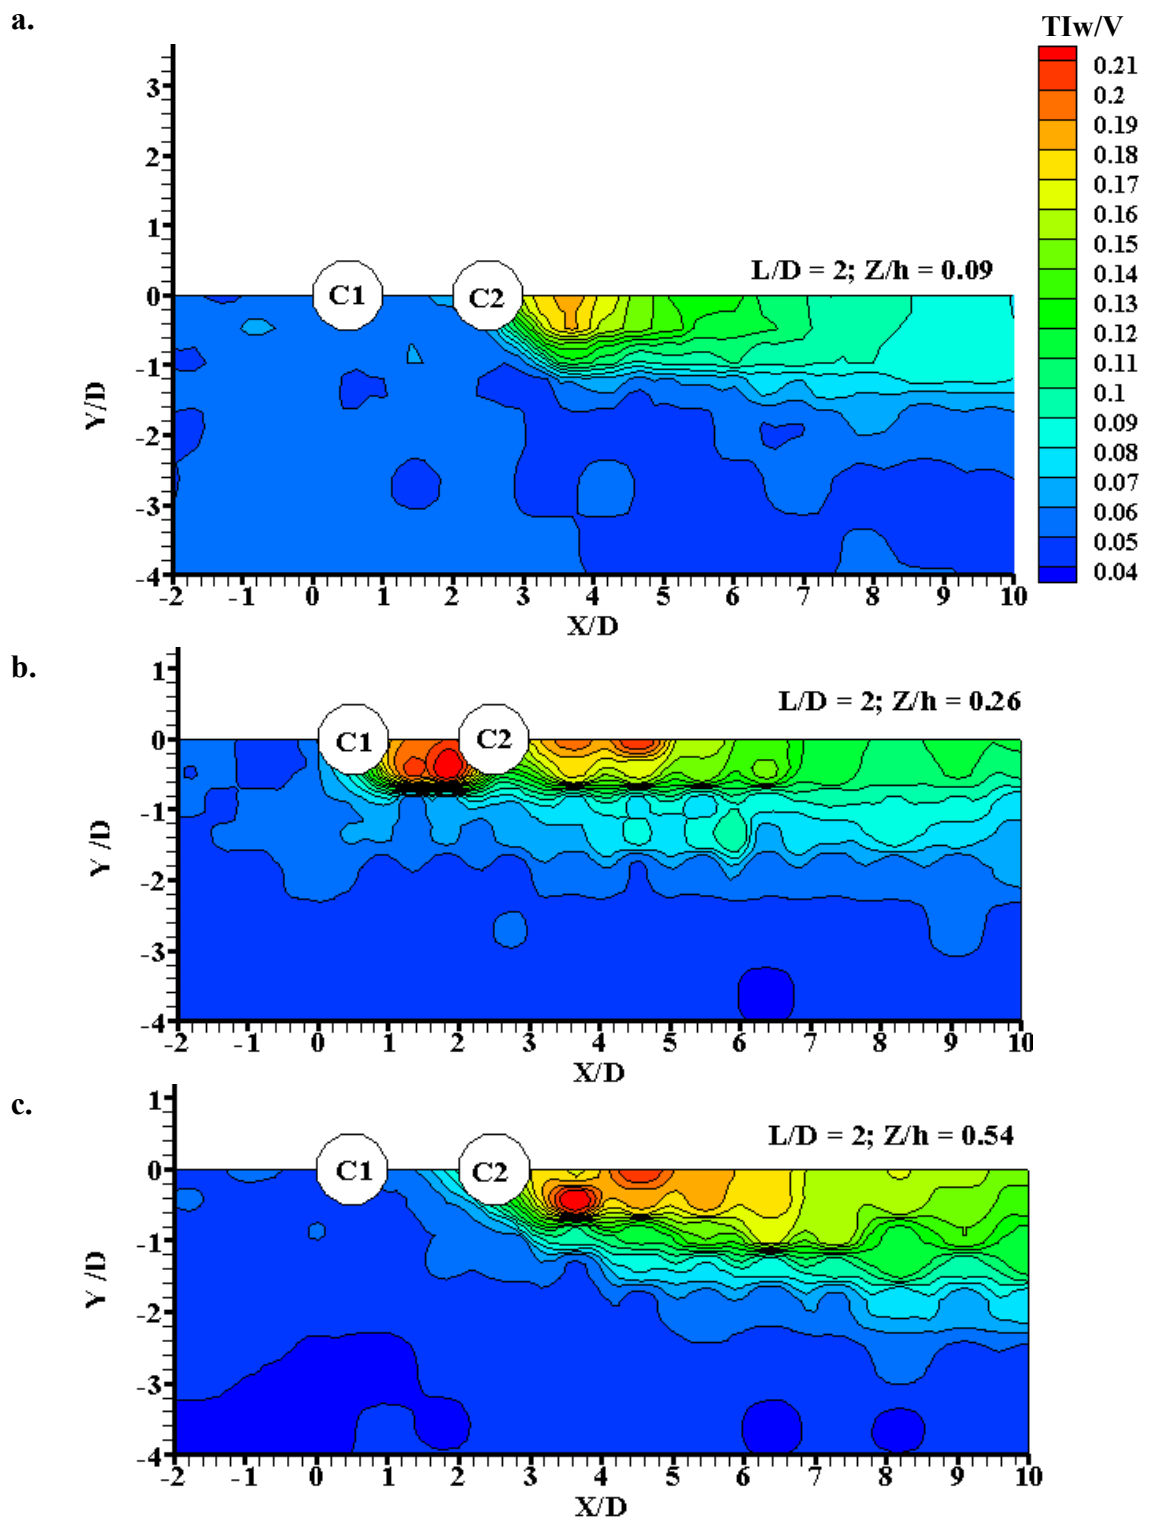 a.
TIw/V
0.21
0.2
0.19
0.18
0.17
0.16
0.15
0.14
0.13
0.12
0.11
0.1
0.09
0.08
0.07
0.06
0.05
0.04
3
2
1
0
-1
-2
-3
-4
Y/D
C1 C2
L/D = 2; Z/h = 0.09
-2 -1 0 1 2 3 4 5 6 7 8 9 10
X/D
b.
1
0
-1
-2
-3
-4
Y /D
C1 C2
L/D = 2; Z/h = 0.26
-2 -1 0 1 2 3 4 5 6 7 8 9 10
X/D
c.
1
0
-1
-2
-3
-4
Y /D
C1 C2
L/D = 2; Z/h = 0.54
-2 -1 0 1 2 3 4 5 6 7 8 9 10
X/D